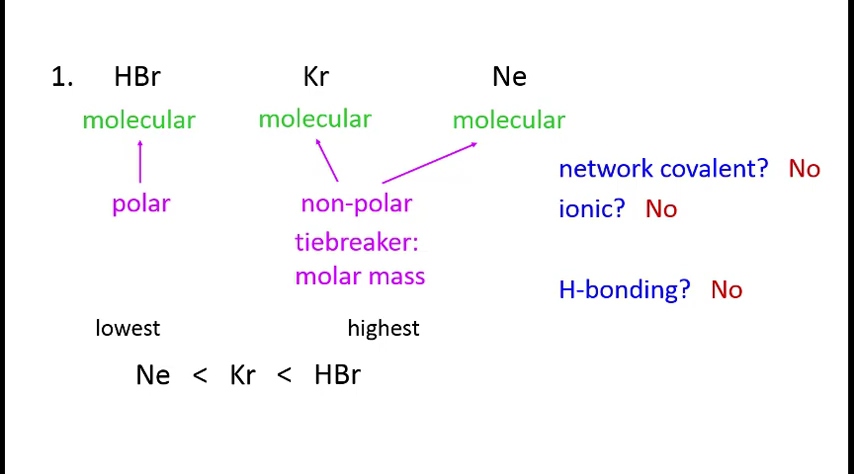 1. HBr Kr Ne
molecular molecular molecular
network covalent? No
polar non-polar
ionic? No
tiebreaker:
molar mass
H-bonding? No
lowest highest
Ne < Kr < HBr